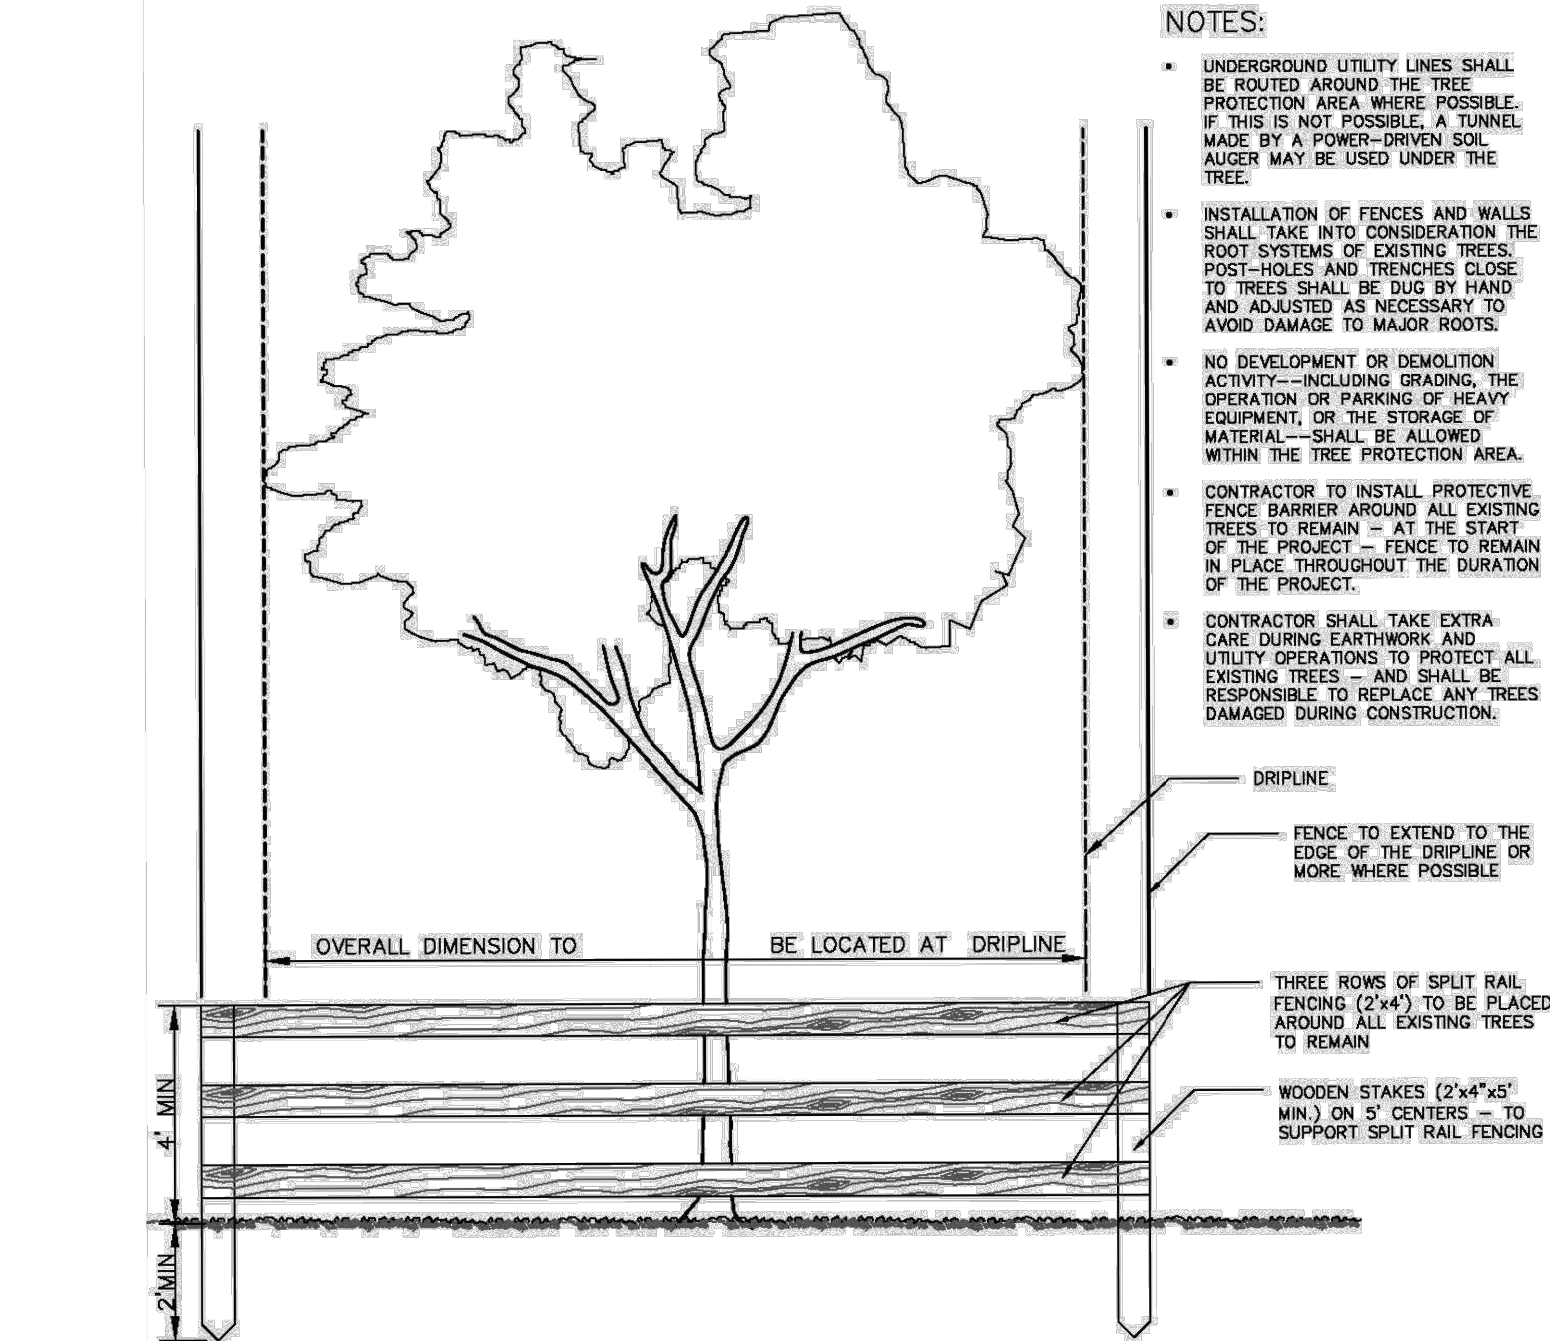 NOTES:
• UNDERGROUND UTILITY LINES SHALL
BE ROUTED AROUND THE TREE
PROTECTION AREA WHERE POSSIBLE.
IF THIS IS NOT POSSIBLE, A TUNNEL
MADE BY A POWER-DRIVEN SOIL
AUGER MAY BE USED UNDER THE
TREE.
• INSTALLATION OF FENCES AND WALLS
SHALL TAKE INTO CONSIDERATION THE
ROOT SYSTEMS OF EXISTING TREES.
POST-HOLES AND TRENCHES CLOSE
TO TREES SHALL BE DUG BY HAND
AND ADJUSTED AS NECESSARY TO
AVOID DAMAGE TO MAJOR ROOTS.
• NO DEVELOPMENT OR DEMOLITION
ACTIVITY--INCLUDING GRADING, THE
OPERATION OR PARKING OF HEAVY
EQUIPMENT, OR THE STORAGE OF
MATERIAL--SHALL BE ALLOWED
WITHIN THE TREE PROTECTION AREA.
• CONTRACTOR TO INSTALL PROTECTIVE
FENCE BARRIER AROUND ALL EXISTING
TREES TO REMAIN - AT THE START
OF THE PROJECT - FENCE TO REMAIN
IN PLACE THROUGHOUT THE DURATION
OF THE PROJECT.
• CONTRACTOR SHALL TAKE EXTRA
CARE DURING EARTHWORK AND
UTILITY OPERATIONS TO PROTECT ALL
EXISTING TREES - AND SHALL BE
RESPONSIBLE TO REPLACE ANY TREES
DAMAGED DURING CONSTRUCTION.
DRIPLINE
FENCE TO EXTEND TO THE
EDGE OF THE DRIPLINE OR
MORE WHERE POSSIBLE
OVERALL DIMENSION TO BE LOCATED AT DRIPLINE
THREE ROWS OF SPLIT RAIL
FENCING (2'x4') TO BE PLACED
AROUND ALL EXISTING TREES
TO REMAIN
WOODEN STAKES (2'x4"x5'
MIN.) ON 5' CENTERS - TO
SUPPORT SPLIT RAIL FENCING
4' MIN
2'MIN